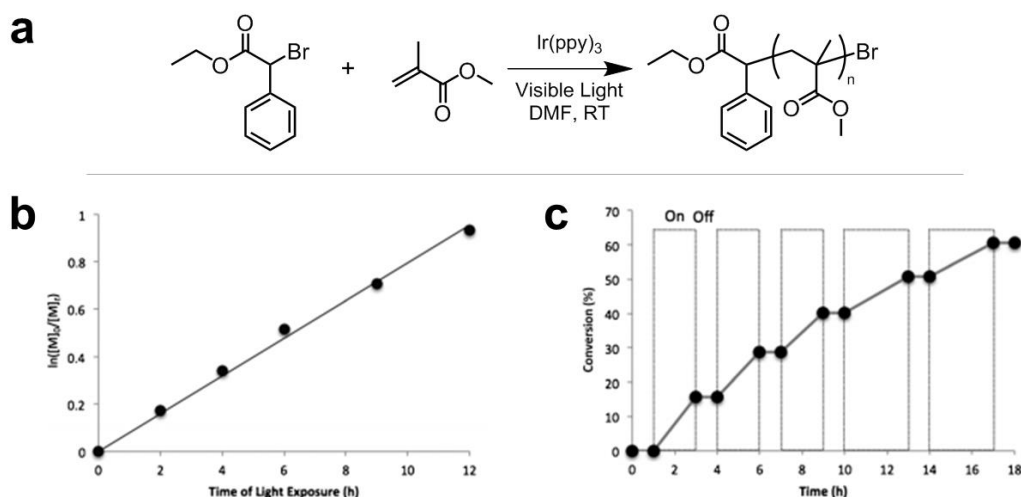 a
O
Br
O
+
O
O
Ir(ppy)3
Visible Light
DMF, RT
O
O
Br
n
O
O
b
1
0.8
0.6
0.4
0.2
0
0 2 4 6 8 10 12
ln([M]0/[M]t)
Time of Light Exposure (h)
c
70
60
50
40
30
20
10
0
0 2 4 6 8 10 12 14 16 18
On Off
Conversion (%)
Time (h)